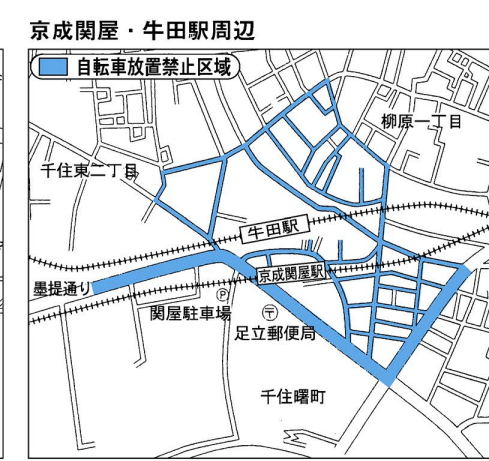 京成関屋・牛田駅周辺
自転車放置禁止区域
柳原一丁目
千住東二丁目
牛田駅
京成関屋駅
墨提通り
P
関屋駐車場
〒
足立郵便局
千住曙町